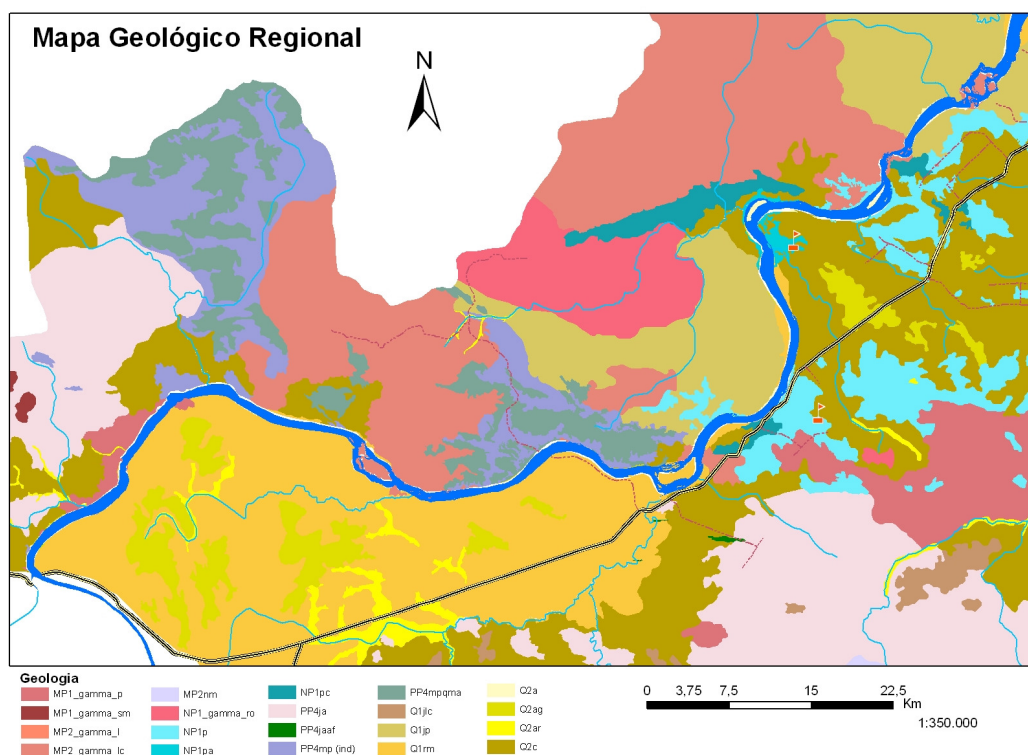 Mapa Geológico Regional
N
Geologia
MP1_gamma_p
MP1_gamma_sm
MP2_gamma_l
MP2_gamma_lc
MP2nm
NP1_gamma_ro
NP1p
NP1pa
NP1pc
PP4ja
PP4jaaf
PP4mp (ind)
PP4mpqma
Q1jlc
Q1jp
Q1rm
Q2a
Q2ag
Q2ar
Q2c
0 3,75 7,5 15 22,5
Km
1:350.000